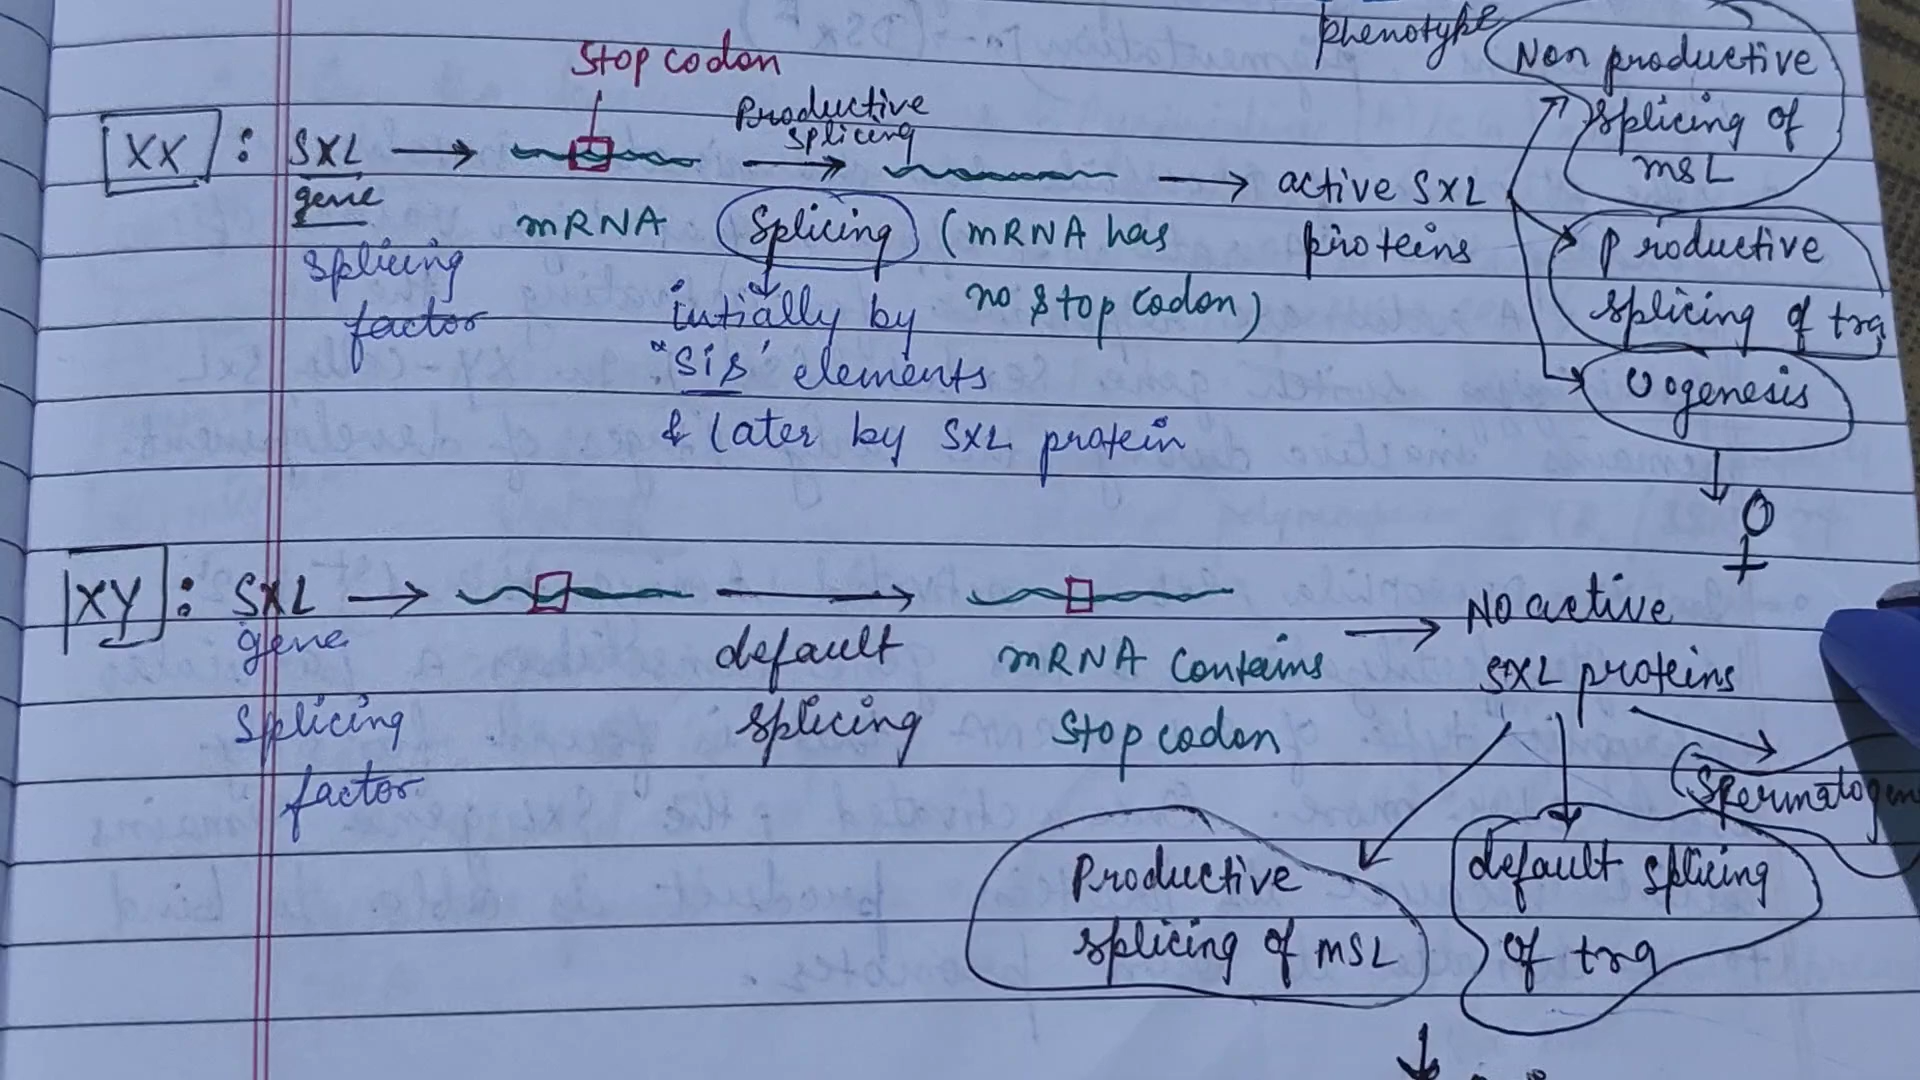 phenotype
Non productive
splicing of
msL
Stop codon
Productive
splicing
XX : SXL
gene
splicing
factor
mRNA
Splicing
intially by
"sis' elements
& later by SXL protein
(mRNA has
no stop codon)
active SXL
proteins
Productive
splicing of tra
Oogenesis
♀
XY : SXL
gene
Splicing
factor
default
splicing
mRNA contains
Stop codon
NO active
SXL proteins
Spermatogen
Productive
splicing of mSL
default splicing
of tra